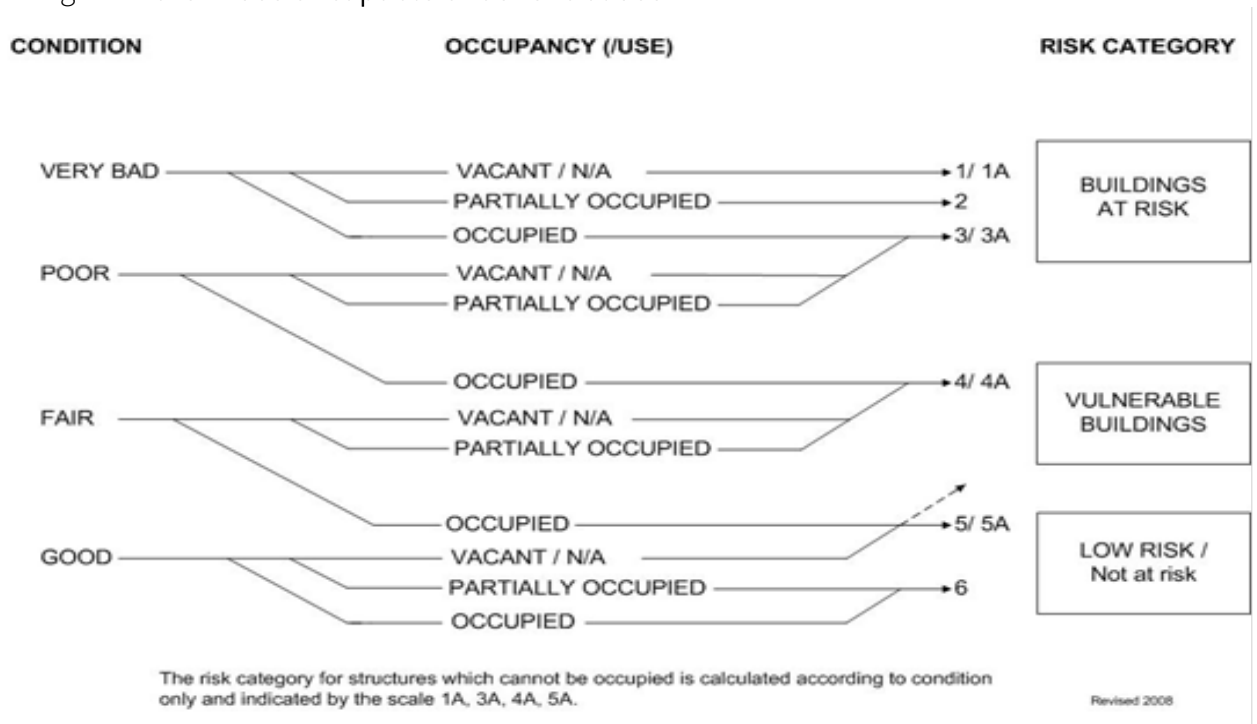 CONDITION OCCUPANCY (/USE) RISK CATEGORY
VERY BAD VACANT / N/A 1/ 1A
PARTIALLY OCCUPIED 2
OCCUPIED 3/ 3A
BUILDINGS
AT RISK
POOR VACANT / N/A
PARTIALLY OCCUPIED
OCCUPIED 4/ 4A
FAIR VACANT / N/A
PARTIALLY OCCUPIED
VULNERABLE
BUILDINGS
OCCUPIED 5/ 5A
GOOD VACANT / N/A
PARTIALLY OCCUPIED 6
OCCUPIED
LOW RISK /
Not at risk
The risk category for structures which cannot be occupied is calculated according to condition
only and indicated by the scale 1A, 3A, 4A, 5A.
Revised 2008